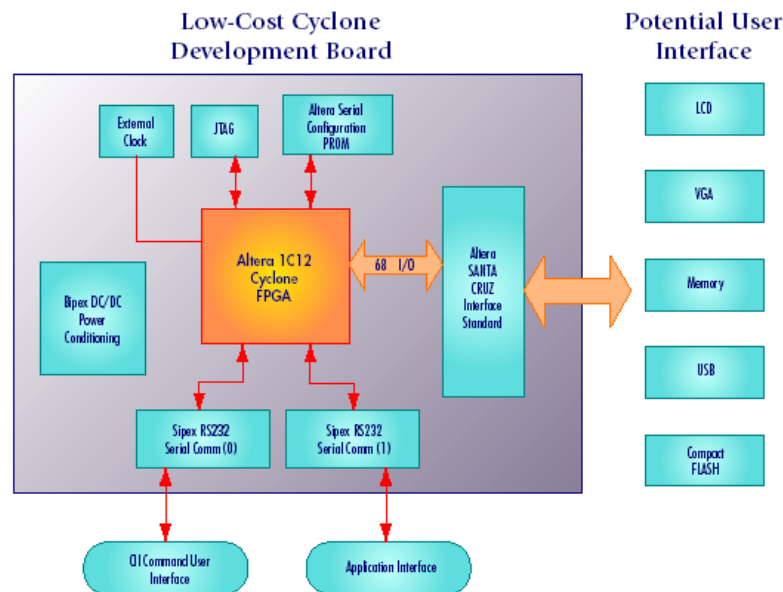 Low-Cost Cyclone
Development Board
Potential User
Interface
External
Clock
JTAG
Altera Serial
Configuration
PROM
LCD
VGA
Altera 1C12
Cyclone
FPGA
68 I/O
Altera
SANTA
CRUZ
Interface
Standard
Memory
Bipex DC/DC
Power
Conditioning
USB
Sipex RS232
Serial Comm (0)
Sipex RS232
Serial Comm (1)
Compact
FLASH
CLI Command User
Interface
Application Interface